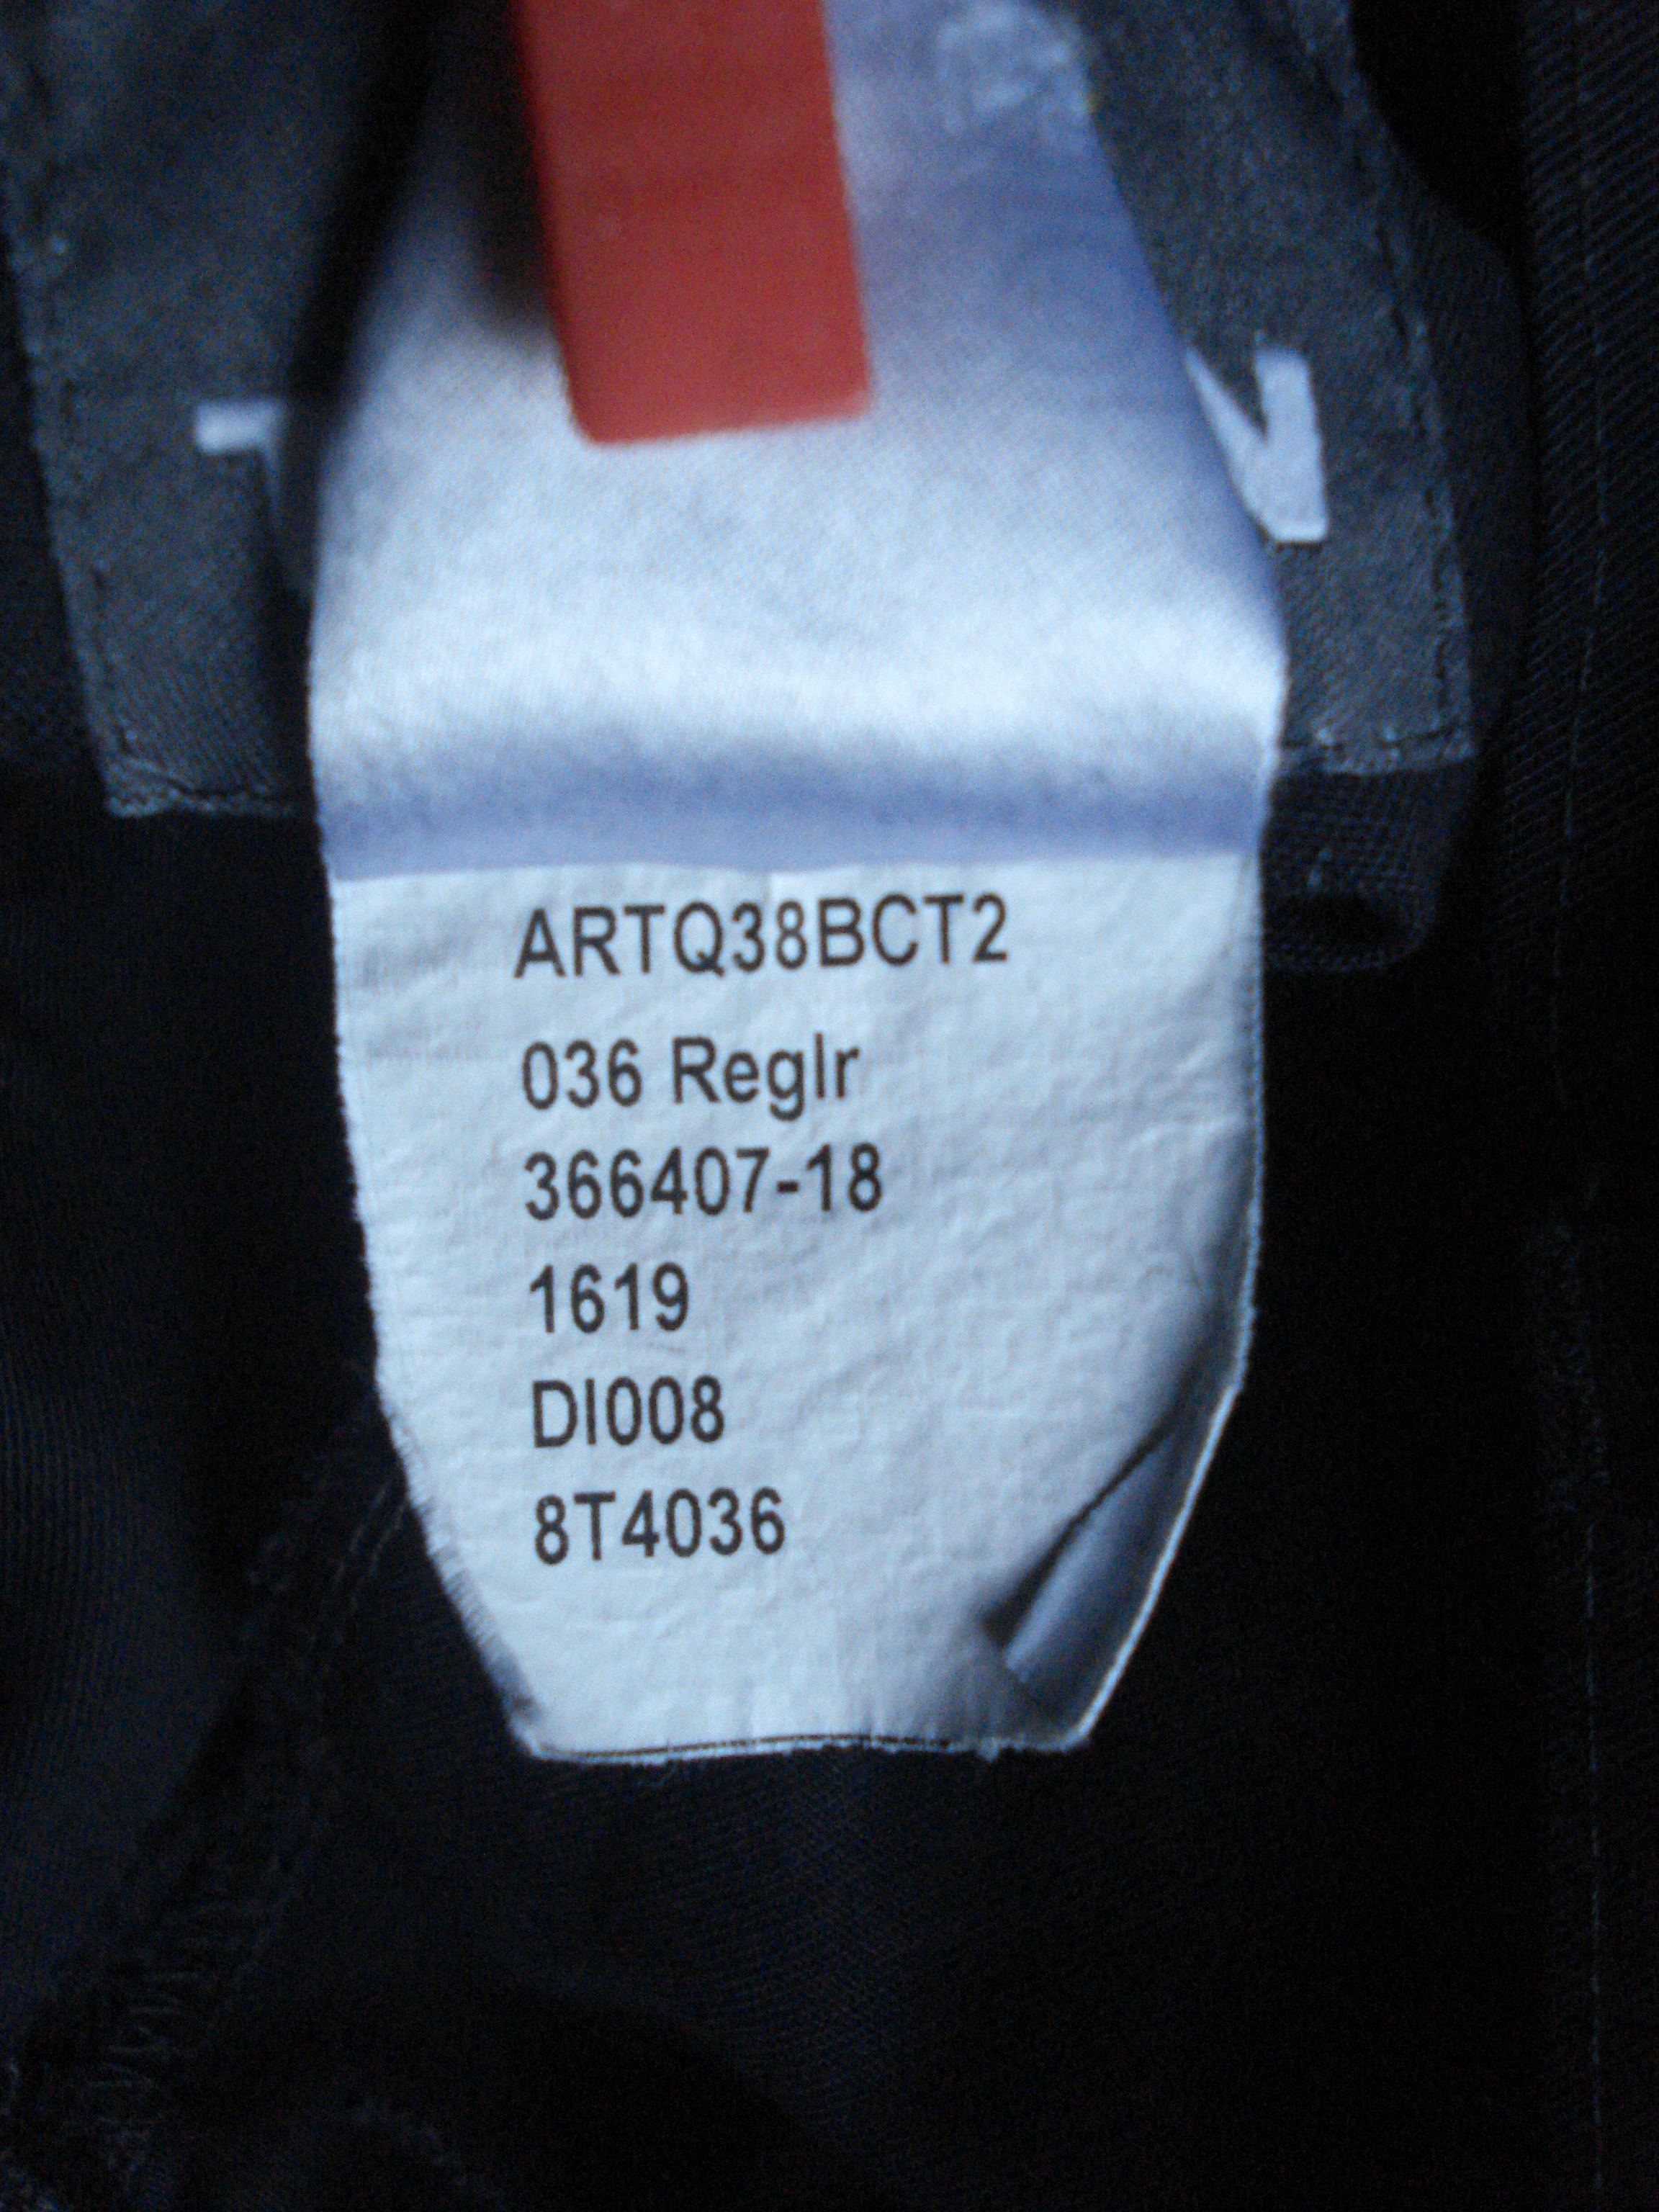 ARTQ38BCT2
036 Reglr
366407-18
1619
DI008
8T4036